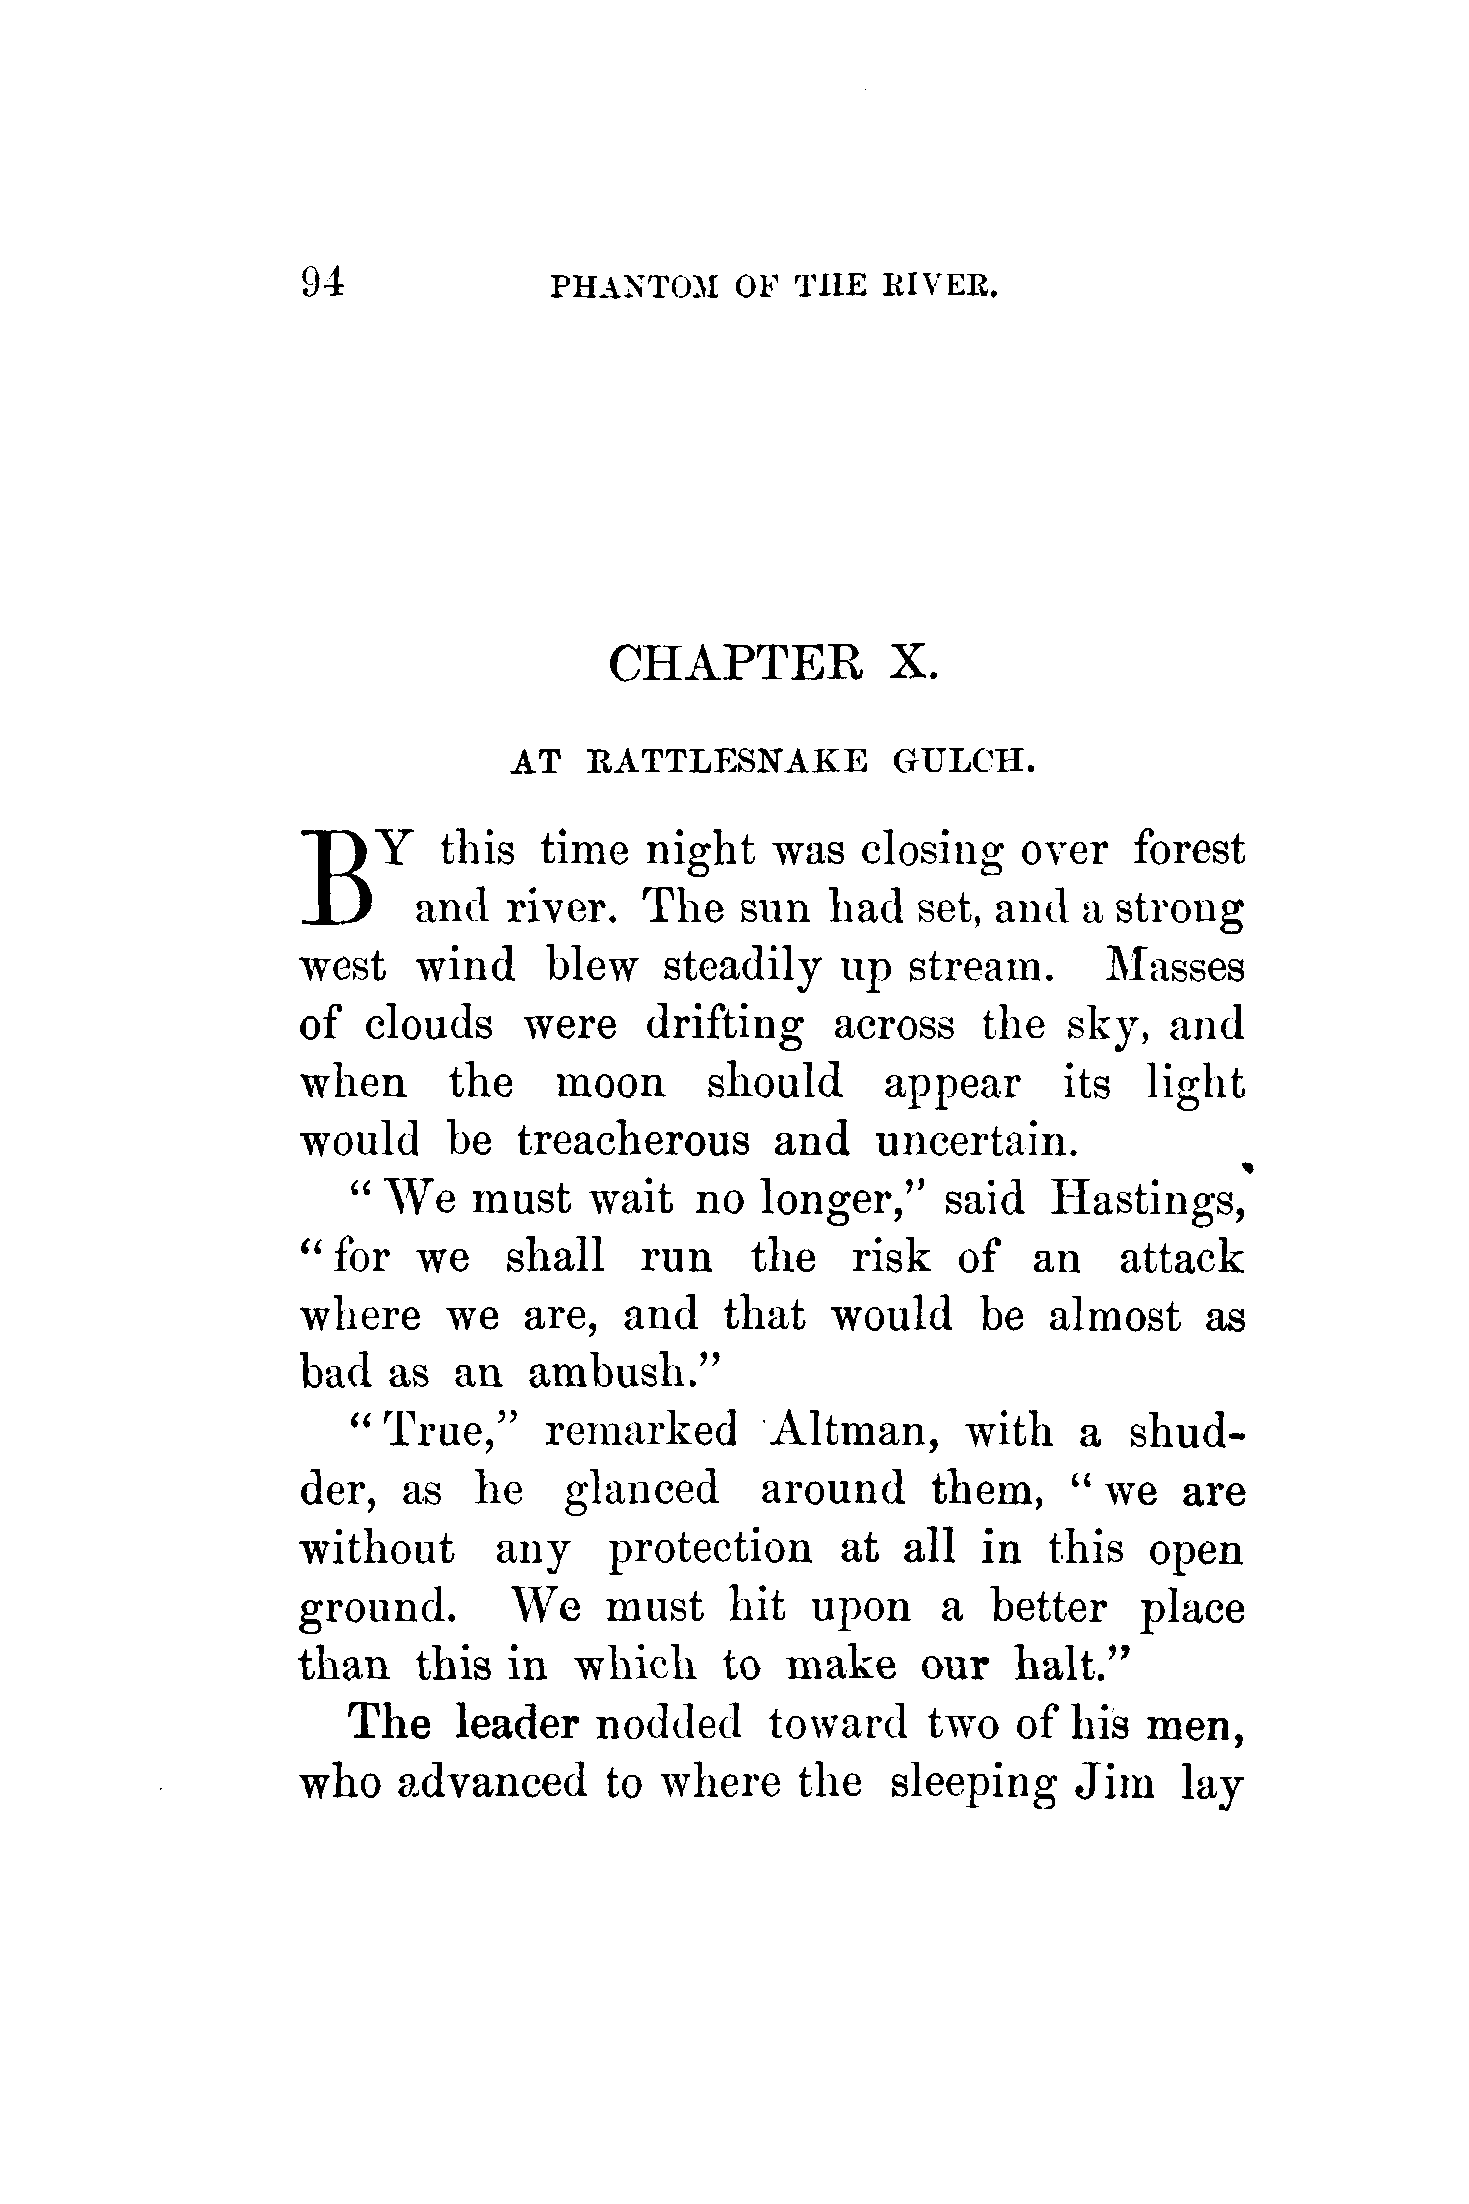 94 PHANTOM OF THE RIVER.
CHAPTER X.
AT RATTLESNAKE GULCH.
BY this time night was closing over forest
and river. The sun had set, and a strong
west wind blew steadily up stream. Masses
of clouds were drifting across the sky, and
when the moon should appear its light
would be treacherous and uncertain.
“We must wait no longer,” said Hastings,
“for we shall run the risk of an attack
where we are, and that would be almost as
bad as an ambush.”
“True,” remarked Altman, with a shud-
der, as he glanced around them, “we are
without any protection at all in this open
ground. We must hit upon a better place
than this in which to make our halt.”
The leader nodded toward two of his men,
who advanced to where the sleeping Jim lay